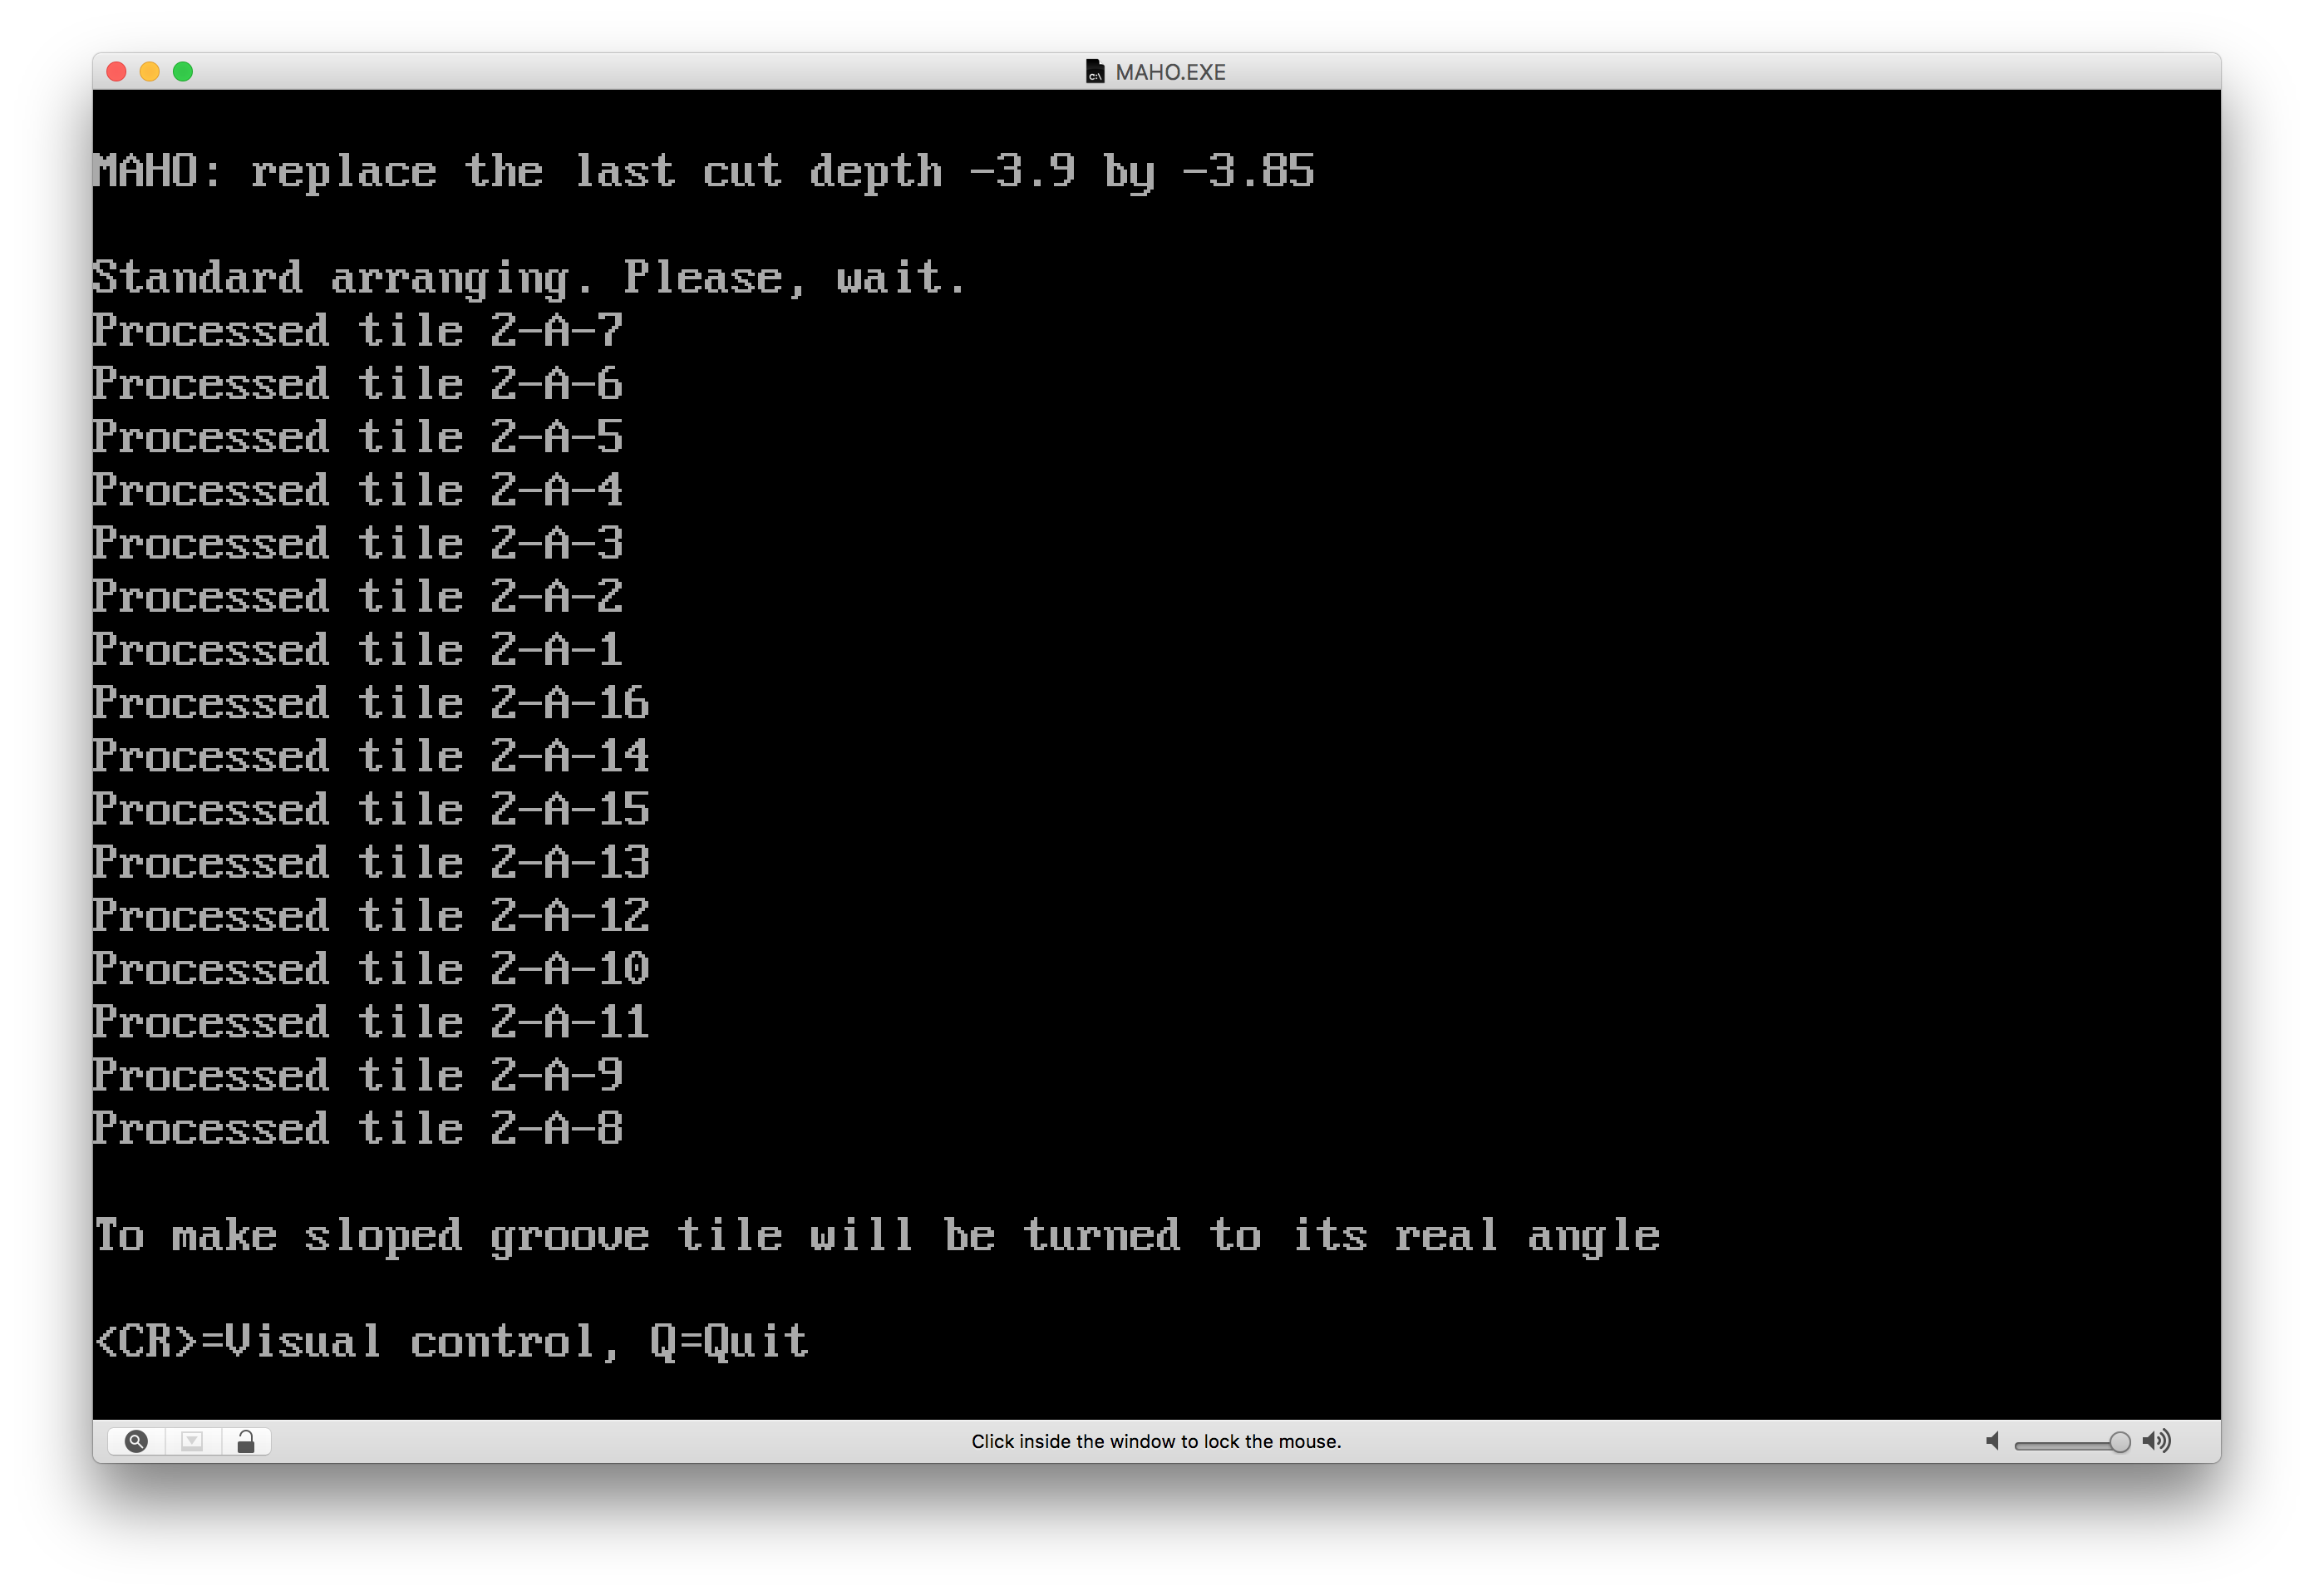 MAHO.EXE
MAHO: replace the last cut depth -3.9 by -3.85
Standard arranging. Please, wait.
Processed tile 2-A-7
Processed tile 2-A-6
Processed tile 2-A-5
Processed tile 2-A-4
Processed tile 2-A-3
Processed tile 2-A-2
Processed tile 2-A-1
Processed tile 2-A-16
Processed tile 2-A-14
Processed tile 2-A-15
Processed tile 2-A-13
Processed tile 2-A-12
Processed tile 2-A-10
Processed tile 2-A-11
Processed tile 2-A-9
Processed tile 2-A-8
To make sloped groove tile will be turned to its real angle
<CR>=Visual control, Q=Quit
Click inside the window to lock the mouse.